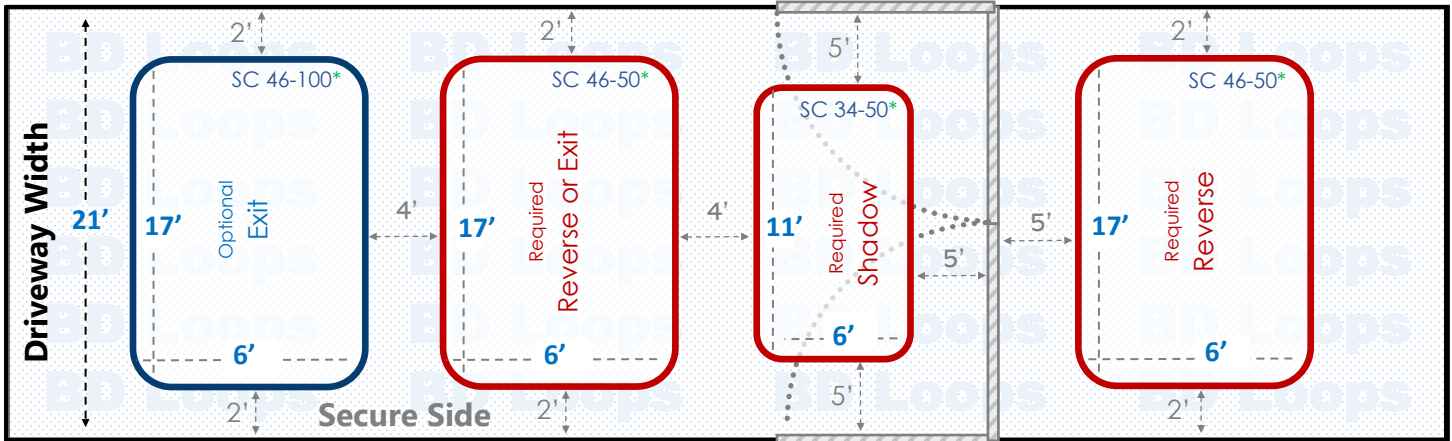 Driveway Width
21'
2'
SC 46-100*
17'
Optional
Exit
6'
2'
4'
2'
SC 46-50*
17'
Required
Reverse or Exit
6'
2'
4'
5'
SC 34-50*
11'
Required
Shadow
6'
5'
5'
5'
2'
SC 46-50*
17'
Required
Reverse
6'
2'
Secure Side
BD Loops